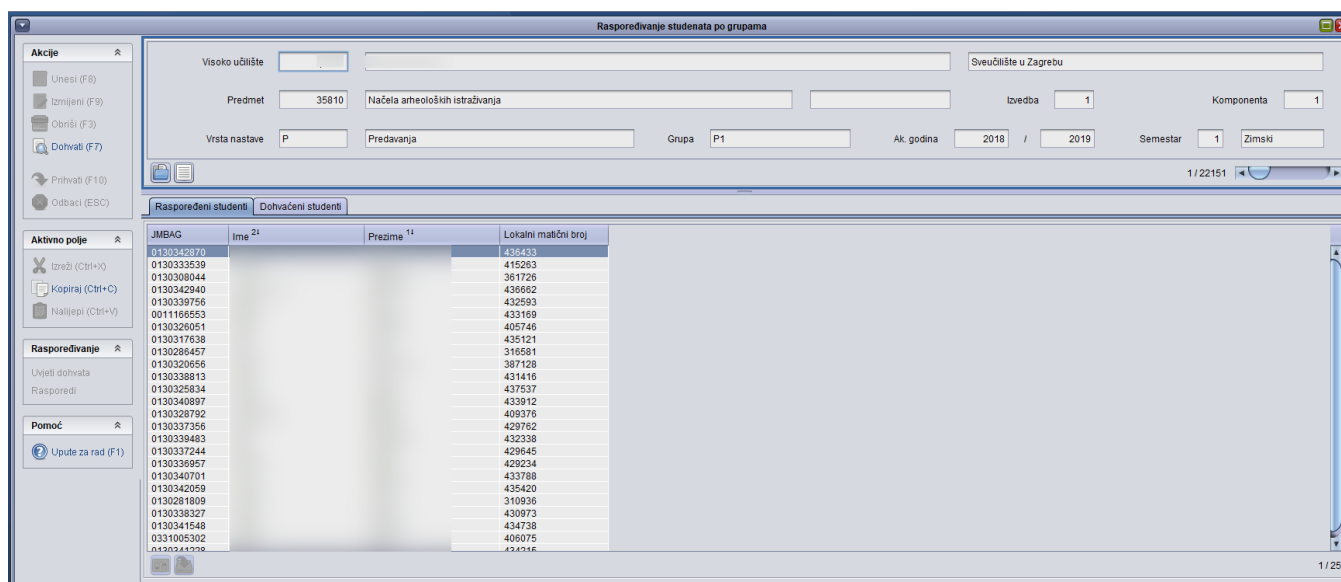 Raspoređivanje studenata po grupama
Akcije
Unesi (F8)
Izmijeni (F9)
Obriši (F3)
Dohvati (F7)
Prihvati (F10)
Odbaci (ESC)
Aktivno polje
Izreži (Ctrl+X)
Kopiraj (Ctrl+C)
Nalijepi (Ctrl+V)
Raspoređivanje
Uvjeti dohvata
Rasporedi
Pomoć
Upute za rad (F1)
Visoko učilište Sveučilište u Zagrebu
Predmet 35810 Načela arheoloških istraživanja Izvedba 1 Komponenta 1
Vrsta nastave P Predavanja Grupa P1 Ak. godina 2018 / 2019 Semestar 1 Zimski
1 / 22151
Raspoređeni studenti Dohvaćeni studenti
JMBAG Ime 2↓ Prezime 1↓ Lokalni matični broj
0130342870 436433
0130333539 415263
0130308044 361726
0130342940 436662
0130339756 432593
0011166553 433169
0130326051 405746
0130317638 435121
0130286457 316581
0130320656 387128
0130338813 431416
0130325834 437537
0130340897 433912
0130328792 409376
0130337356 429762
0130339483 432338
0130337244 429645
0130336957 429234
0130340701 433788
0130342059 435420
0130281809 310936
0130338327 430973
0130341548 434738
0331005302 406075
0130341228 434215
1 / 25